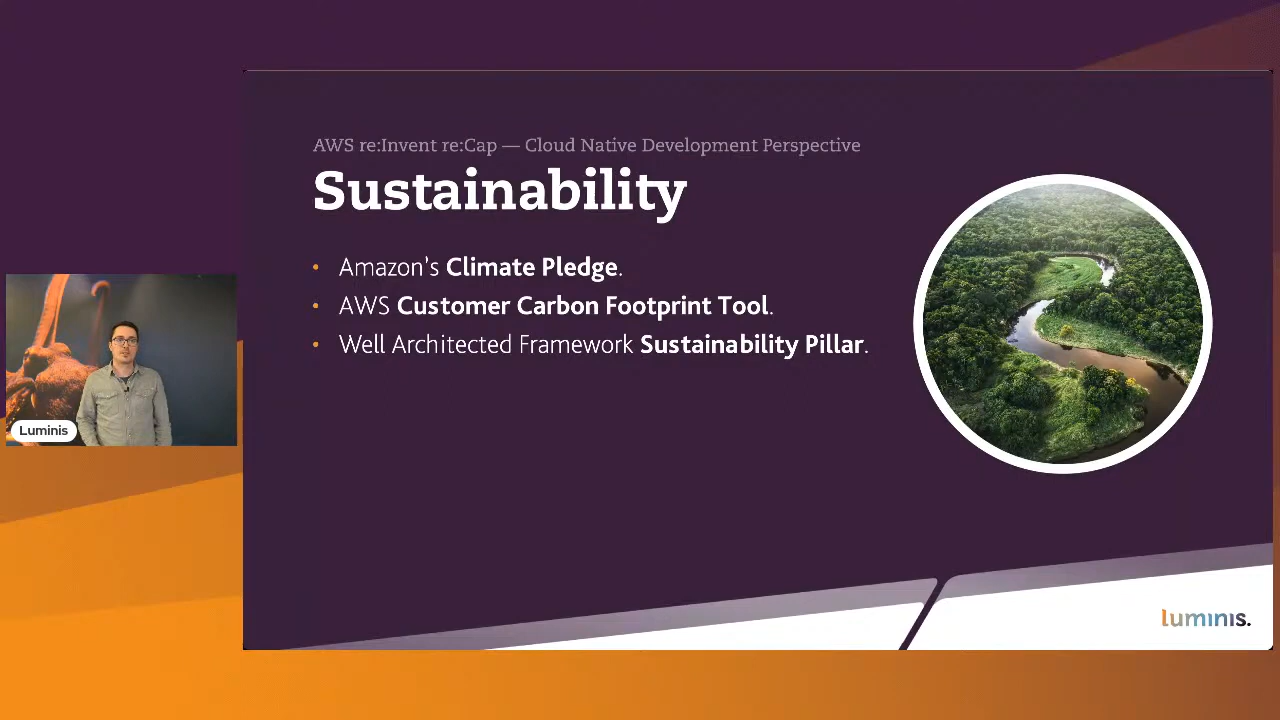 AWS re:Invent re:Cap — Cloud Native Development Perspective
Sustainability
• Amazon's Climate Pledge.
• AWS Customer Carbon Footprint Tool.
• Well Architected Framework Sustainability Pillar.
Luminis
luminis.